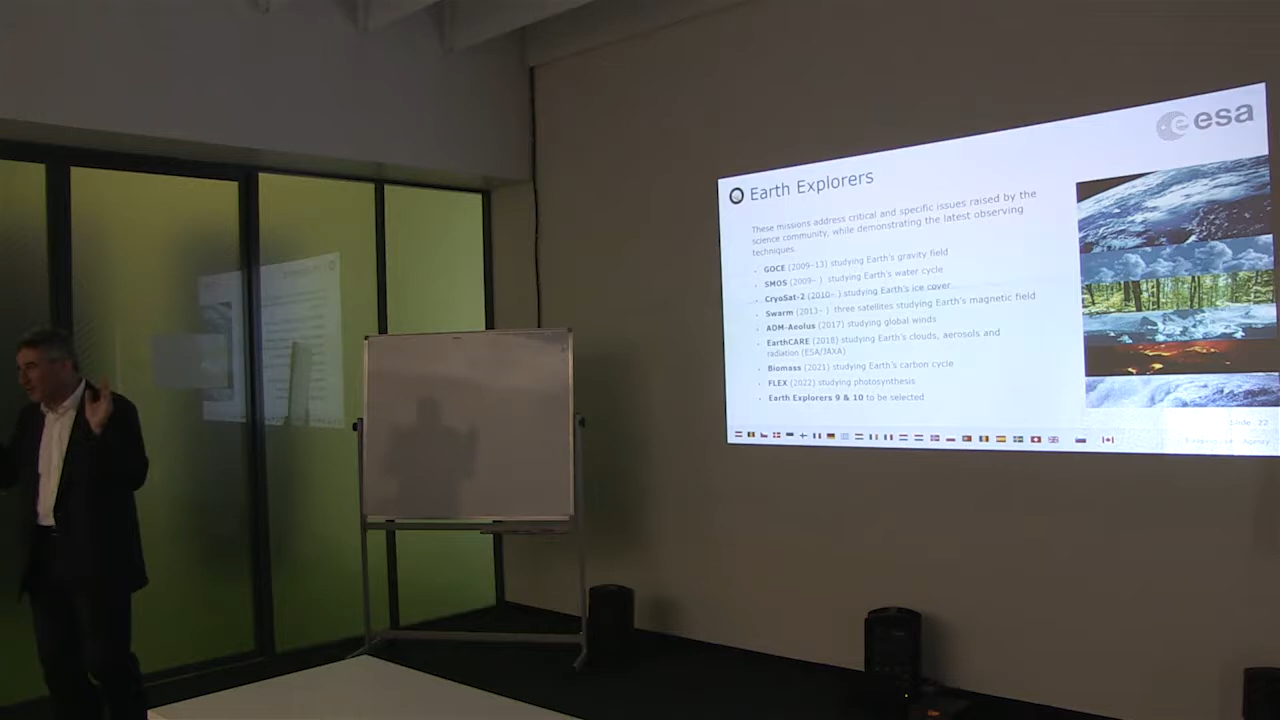 esa
Earth Explorers
These missions address critical and specific issues raised by the
science community, while demonstrating the latest observing
techniques.
GOCE (2009–13) studying Earth's gravity field
SMOS (2009– ) studying Earth's water cycle
CryoSat-2 (2010– ) studying Earth's ice cover
Swarm (2013– ) three satellites studying Earth's magnetic field
ADM-Aeolus (2017) studying global winds
EarthCARE (2018) studying Earth's clouds, aerosols and
radiation (ESA/JAXA)
Biomass (2021) studying Earth's carbon cycle
FLEX (2022) studying photosynthesis
Earth Explorers 9 & 10 to be selected
Slide 22
Agency